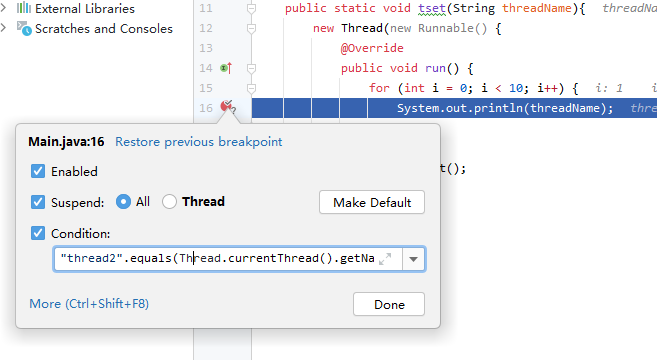 External Libraries
Scratches and Consoles
11 public static void tset(String threadName){ threadNa
12 new Thread(new Runnable() {
13 @Override
14 public void run() {
15 for (int i = 0; i < 10; i++) { i: 1 i
16 System.out.println(threadName); thre
t();
Main.java:16 Restore previous breakpoint
Enabled
Suspend: All Thread Make Default
Condition:
"thread2".equals(Thread.currentThread().getNa
More (Ctrl+Shift+F8) Done